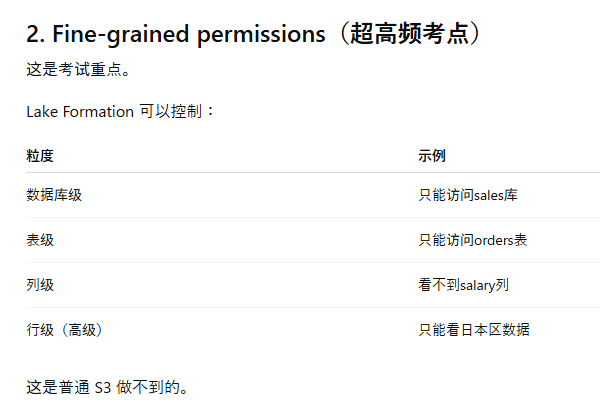 2. Fine-grained permissions（超高频考点）
这是考试重点。
Lake Formation 可以控制：
粒度 示例
数据库级 只能访问sales库
表级 只能访问orders表
列级 看不到salary列
行级（高级） 只能看日本区数据
这是普通 S3 做不到的。